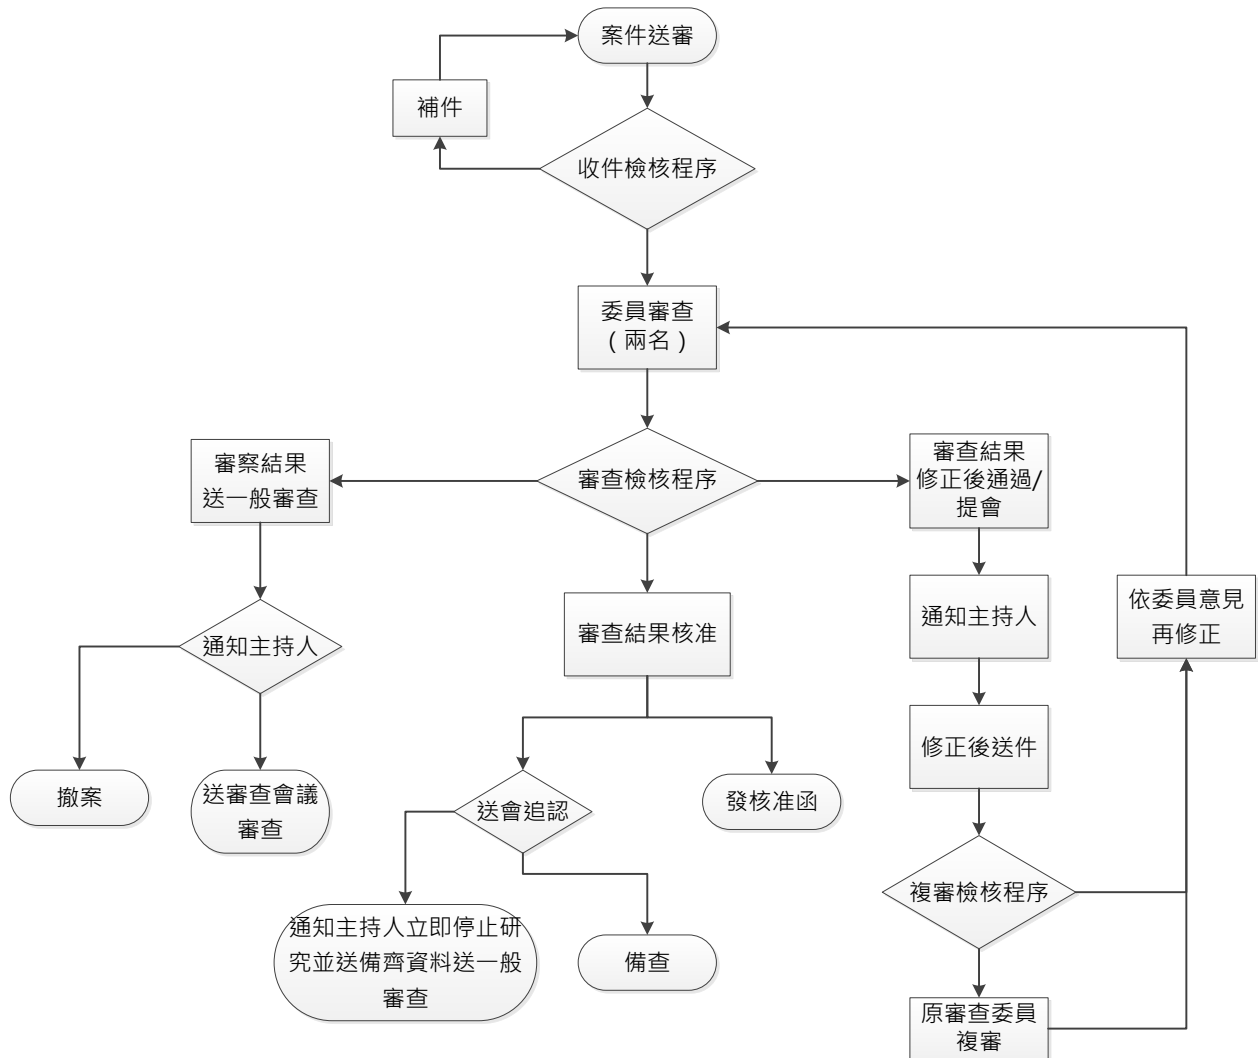 案件送審
補件
收件檢核程序
委員審查
(兩名)
審察結果
送一般審查
審查檢核程序
審查結果
修正後通過/
提會
通知主持人
審查結果核准
通知主持人
依委員意見
再修正
修正後送件
撤案
送審查會議
審查
送會追認
發核准函
複審檢核程序
通知主持人立即停止研
究並送備齊資料送一般
審查
備查
原審查委員
複審